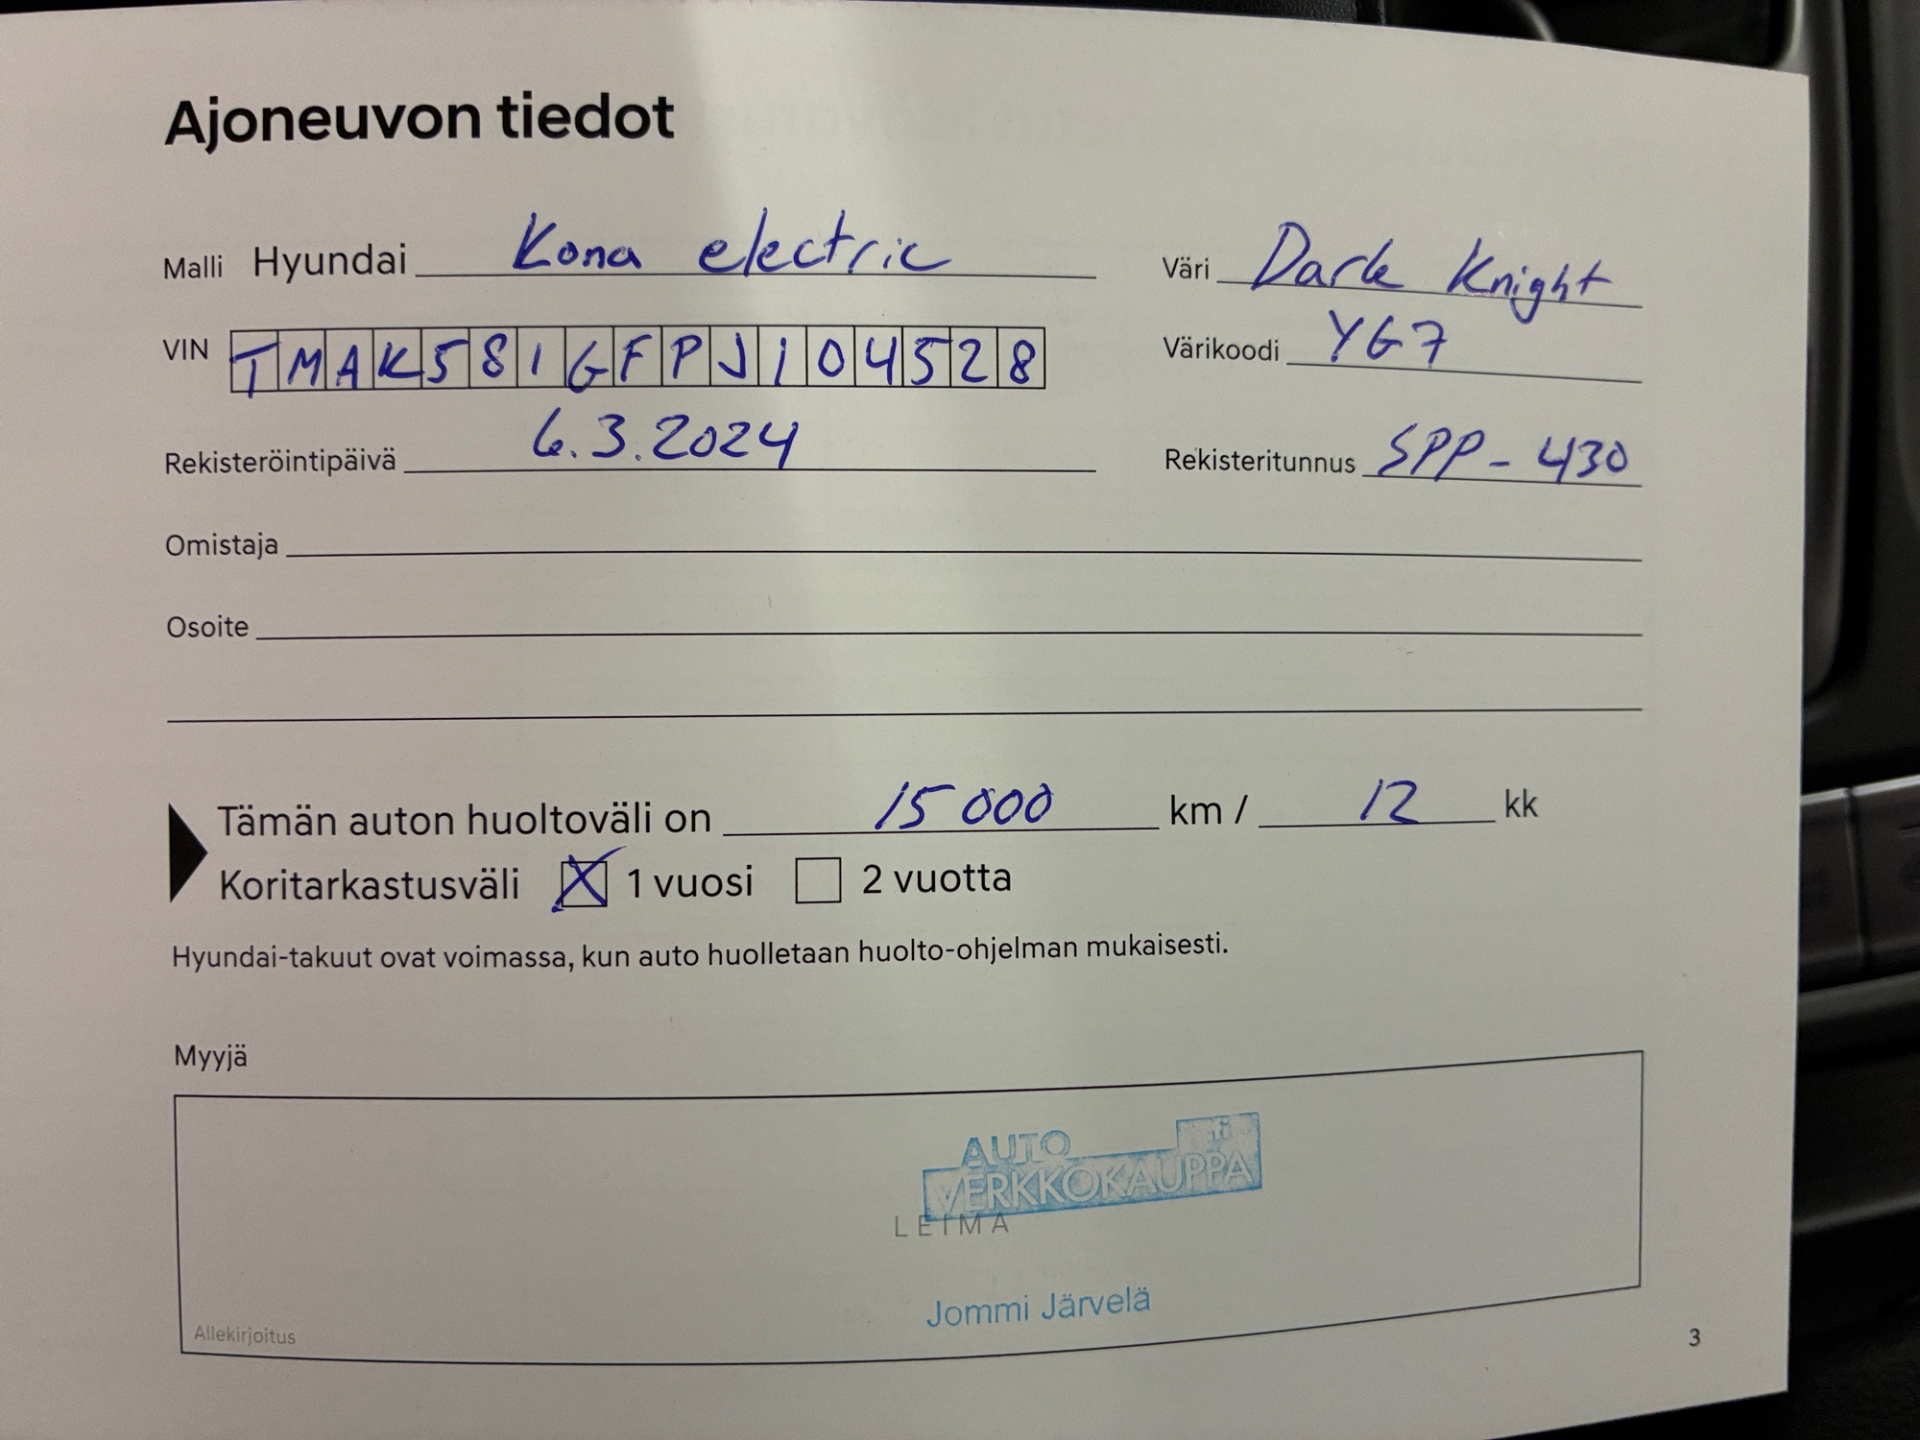 Ajoneuvon tiedot
Malli Hyundai Kona electric Väri Dark Knight
VIN TMAK581GFPJ104528 Värikoodi YG7
Rekisteröintipäivä 6.3.2024 Rekisteritunnus SPP-430
Omistaja
Osoite
Tämän auton huoltoväli on 15 000 km / 12 kk
Koritarkastusväli X 1 vuosi 2 vuotta
Hyundai-takuut ovat voimassa, kun auto huolletaan huolto-ohjelman mukaisesti.
Myyjä
AUTO
VERKKOKAUPPA.fi
LEIMA
Jommi Järvelä
Allekirjoitus
3